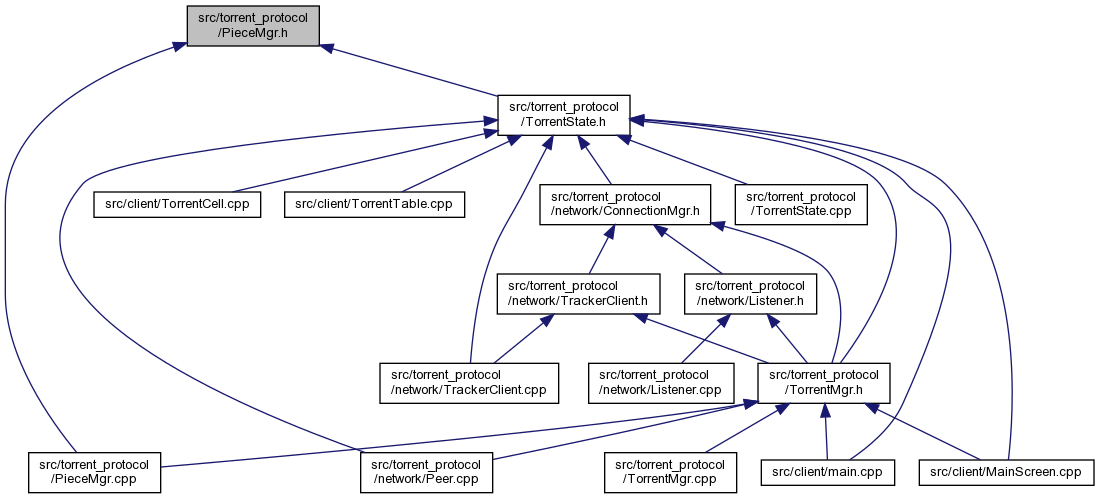 src/torrent_protocol
/PieceMgr.h
src/torrent_protocol
/TorrentState.h
src/client/TorrentCell.cpp
src/client/TorrentTable.cpp
src/torrent_protocol
/network/ConnectionMgr.h
src/torrent_protocol
/TorrentState.cpp
src/torrent_protocol
/network/TrackerClient.h
src/torrent_protocol
/network/Listener.h
src/torrent_protocol
/network/TrackerClient.cpp
src/torrent_protocol
/network/Listener.cpp
src/torrent_protocol
/TorrentMgr.h
src/torrent_protocol
/PieceMgr.cpp
src/torrent_protocol
/network/Peer.cpp
src/torrent_protocol
/TorrentMgr.cpp
src/client/main.cpp
src/client/MainScreen.cpp